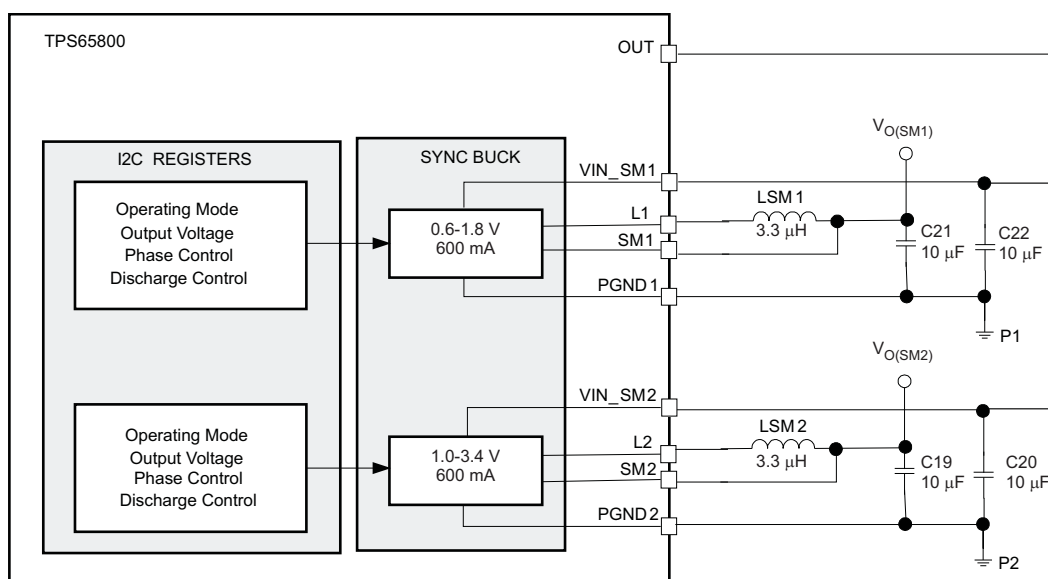 TPS65800
OUT
I2C REGISTERS
SYNC BUCK
Operating Mode
Output Voltage
Phase Control
Discharge Control
0.6-1.8 V
600 mA
VIN_SM1
L1
SM1
PGND1
LSM1
3.3 μH
VO(SM1)
C21
10 μF
C22
10 μF
P1
Operating Mode
Output Voltage
Phase Control
Discharge Control
1.0-3.4 V
600 mA
VIN_SM2
L2
SM2
PGND2
LSM2
3.3 μH
VO(SM2)
C19
10 μF
C20
10 μF
P2